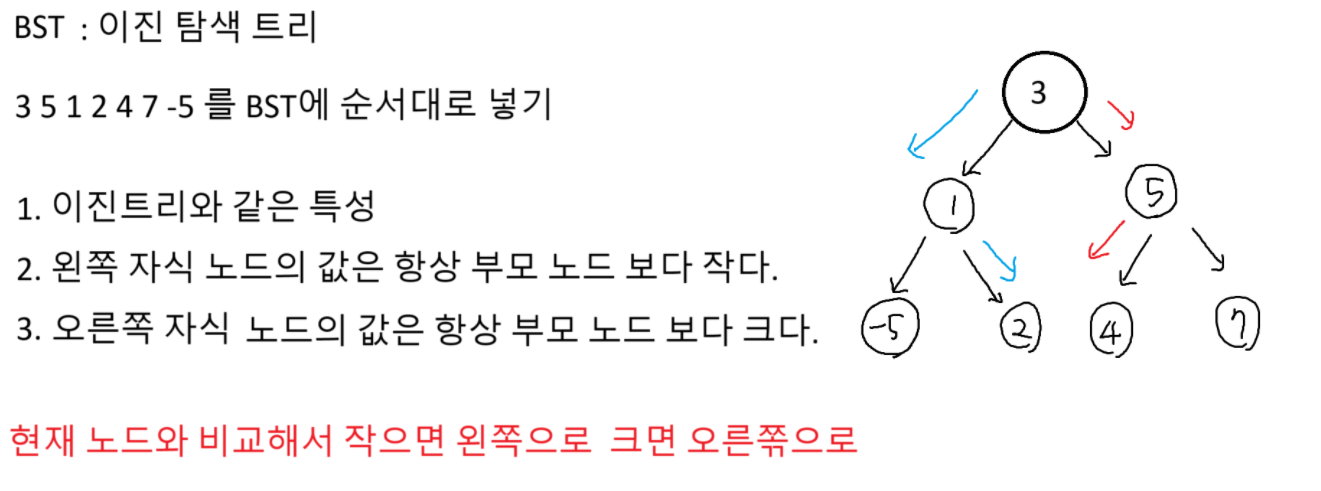 BST : 이진 탐색 트리
3 5 1 2 4 7 -5 를 BST에 순서대로 넣기
1. 이진트리와 같은 특성
2. 왼쪽 자식 노드의 값은 항상 부모 노드 보다 작다.
3. 오른쪽 자식 노드의 값은 항상 부모 노드 보다 크다.
현재 노드와 비교해서 작으면 왼쪽으로 크면 오른쪾으로
3
1 5
-5 2 4 7